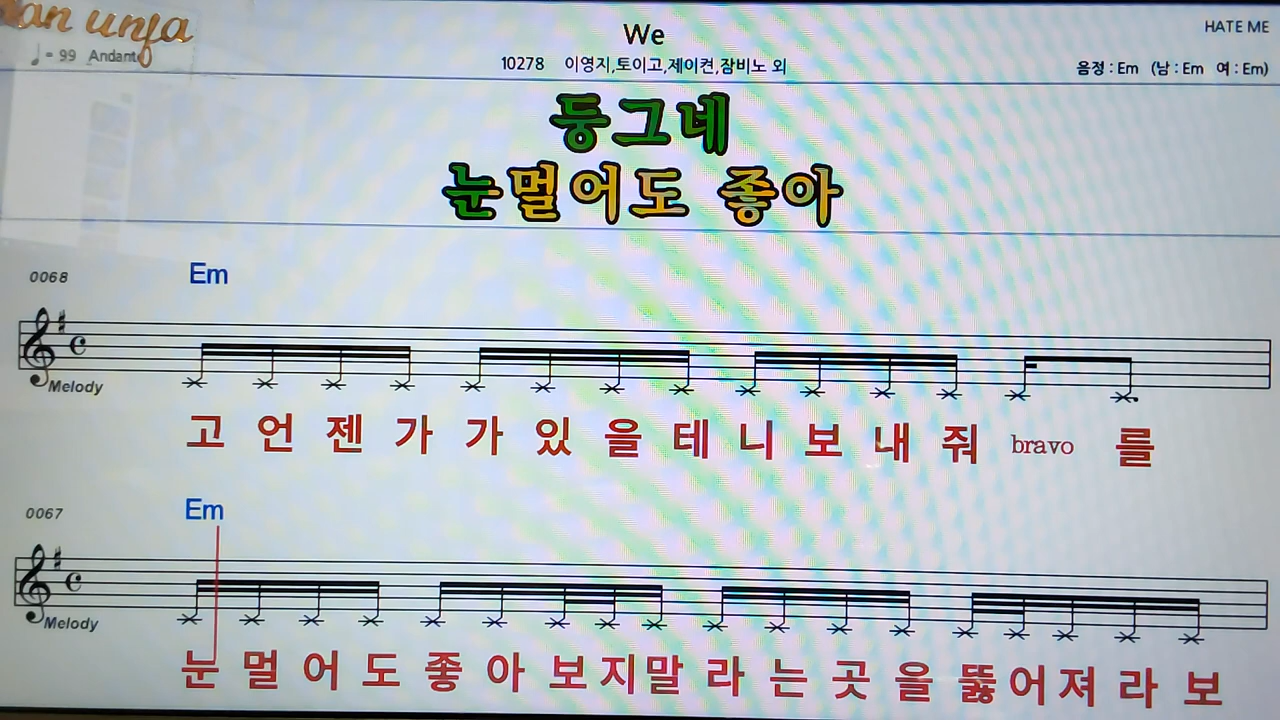 We
HATE ME
♩= 99 Andant
10278 이영지,토이고,제이켠,잠비노 외
음정 : Em (남 : Em 여 : Em)
둥그네
눈멀어도 좋아
0068
Em
Melody
고 언 젠 가 가 있 을 테 니 보 내 줘 bravo 를
0067
Em
Melody
눈 멀 어 도 좋 아 보 지 말 라 는 곳 을 뚫 어 져 라 보